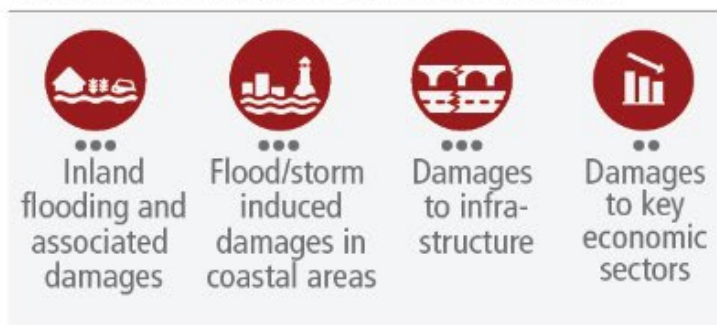 Inland
flooding and
associated
damages
Flood/storm
induced
damages in
coastal areas
Damages
to infra-
structure
Damages
to key
economic
sectors